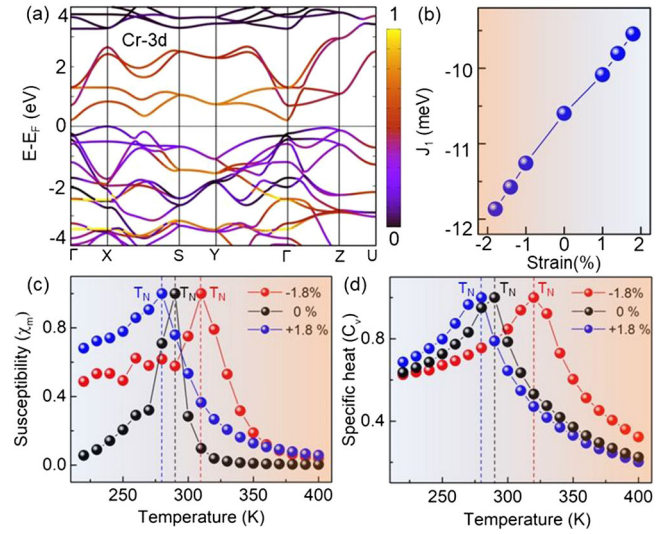 (a)
4
2
0
-2
-4
E-E_F (eV)
Cr-3d
Γ X S Y Γ Z U
1
0
(b)
-10
-11
-12
J₁ (meV)
-2 -1 0 1 2
Strain(%)
(c)
T_N T_N T_N
-1.8%
0 %
+1.8 %
0.8
0.4
0.0
Susceptibility (χ_m)
250 300 350 400
Temperature (K)
(d)
T_N T_N T_N
-1.8%
0 %
+1.8%
0.8
0.4
Specific heat (C_v)
250 300 350 400
Temperature (K)